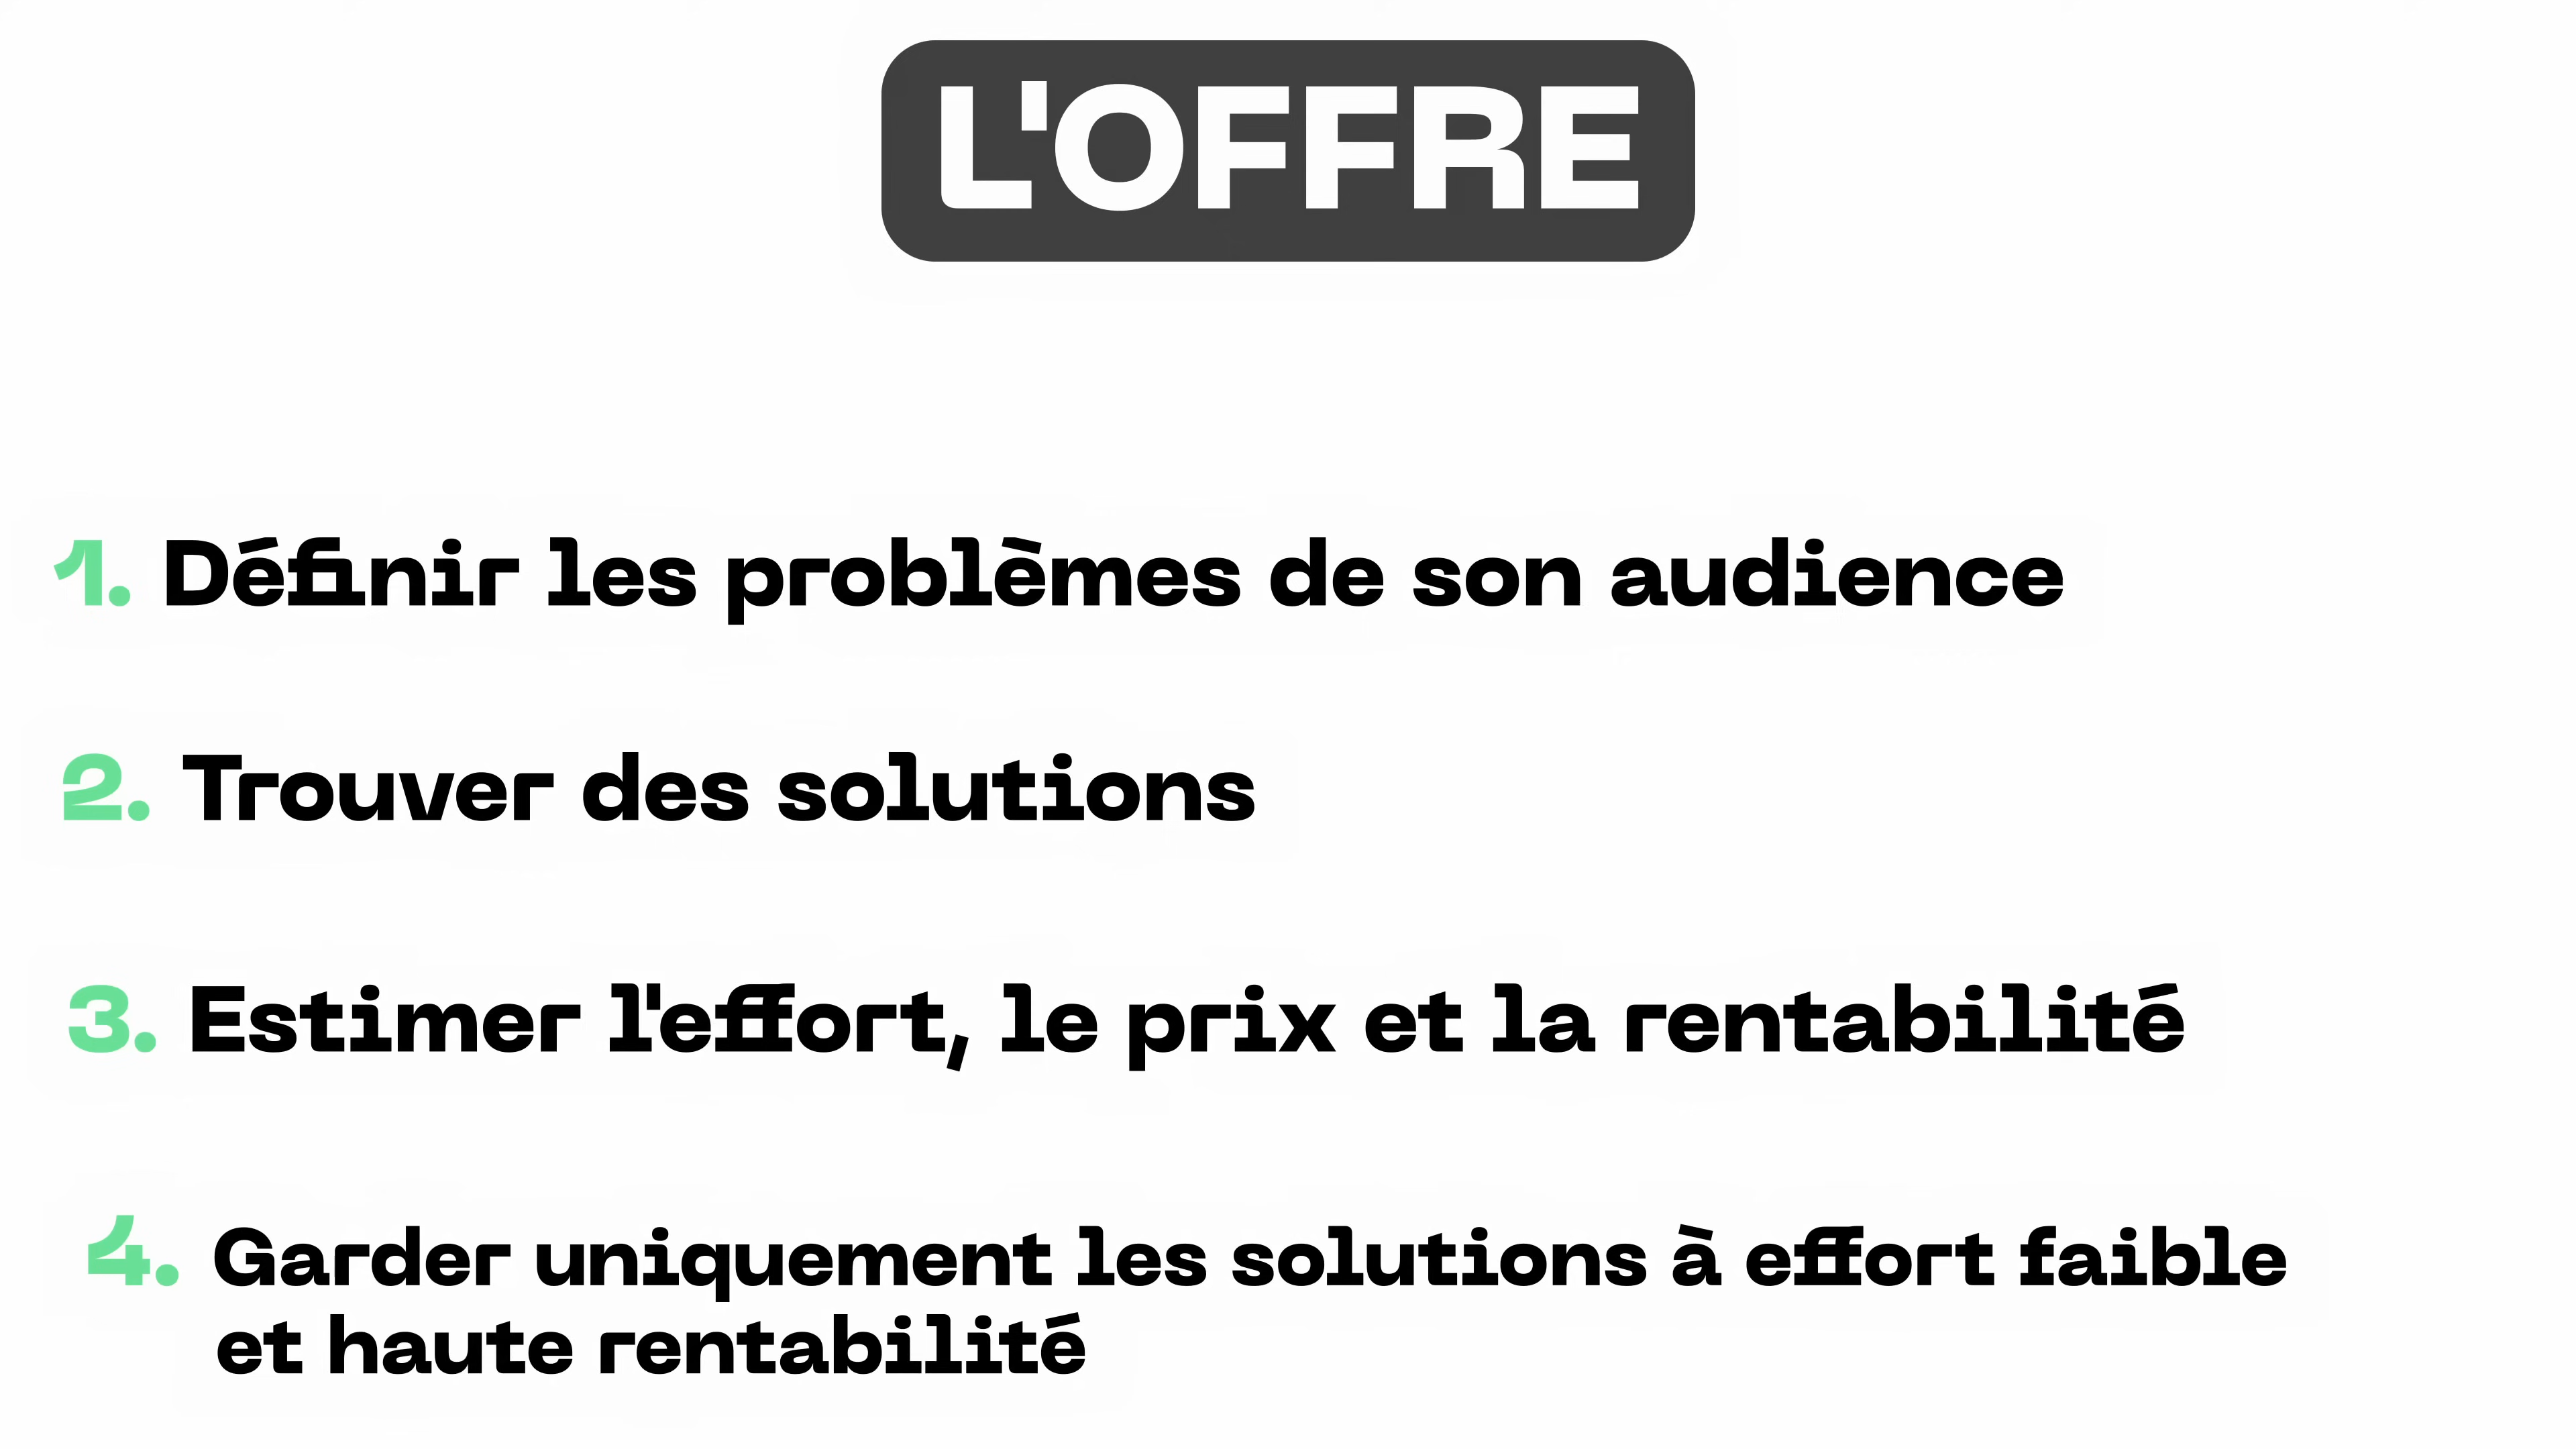 L'OFFRE
1. Définir les problèmes de son audience
2. Trouver des solutions
3. Estimer l'effort, le prix et la rentabilité
4. Garder uniquement les solutions à effort faible
et haute rentabilité